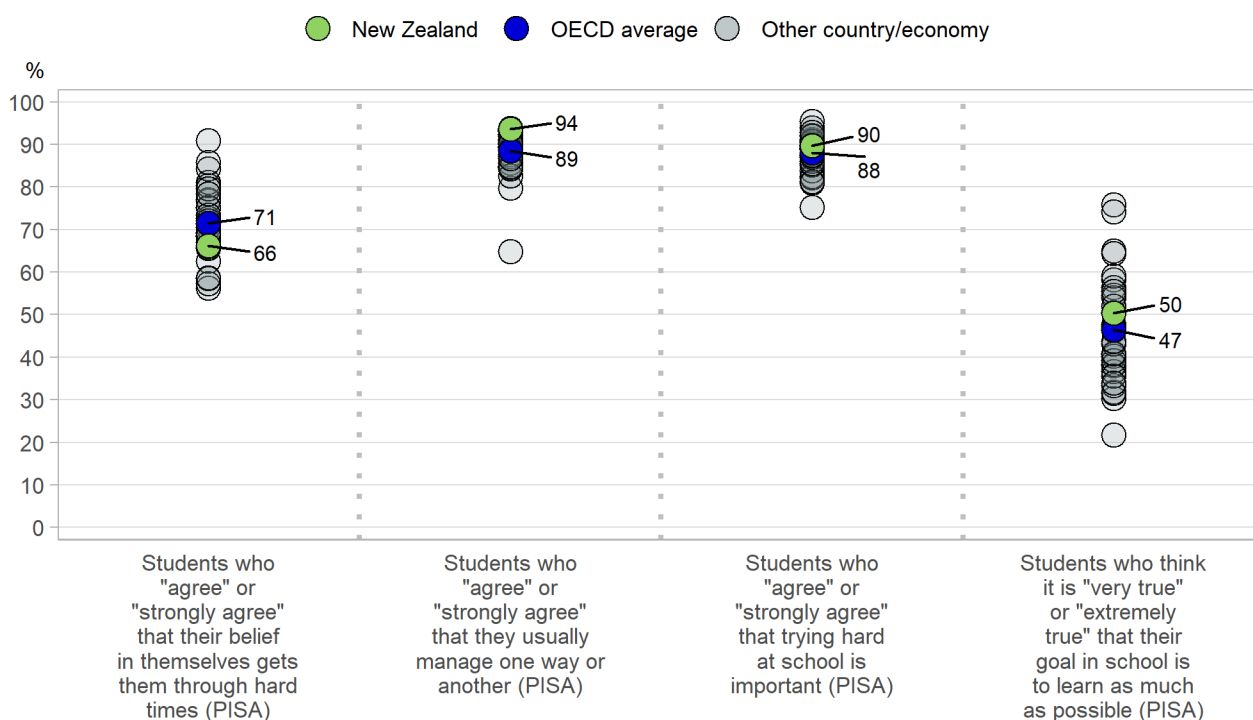 New Zealand OECD average Other country/economy
%
100
90
80
70
60
50
40
30
20
10
0
71
66
94
89
90
88
50
47
Students who
"agree" or
"strongly agree"
that their belief
in themselves gets
them through hard
times (PISA)
Students who
"agree" or
"strongly agree"
that they usually
manage one way or
another (PISA)
Students who
"agree" or
"strongly agree"
that trying hard
at school is
important (PISA)
Students who think
it is "very true"
or "extremely
true" that their
goal in school is
to learn as much
as possible (PISA)